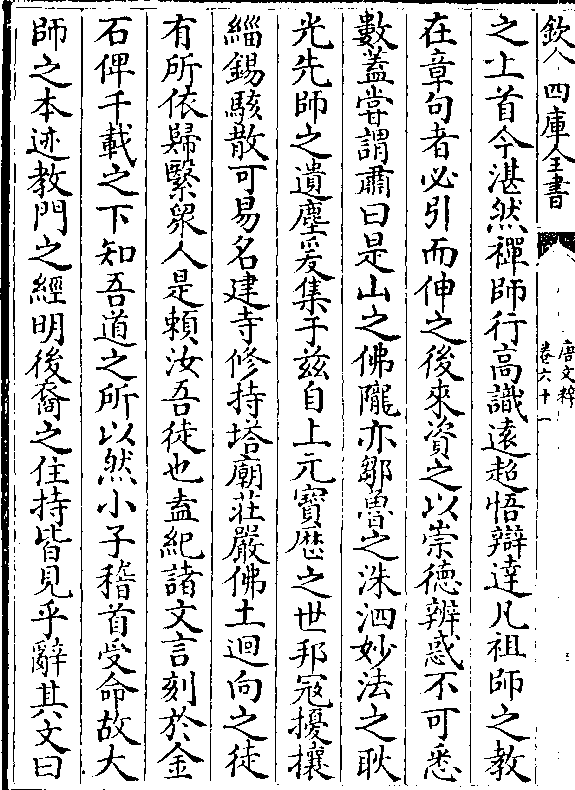 欽定四庫全書
唐文粹
卷六十一
之上首今湛然禪師行高識遠超悟辯達凡祖師之教
在章句者必引而伸之後來資之以崇德辨惑不可悉
數蓋嘗謂肅曰是山之佛隴亦鄒魯之洙泗妙法之耿
光先師之遺塵爰集于兹自上元寶歴之世邦冦擾攘
緇錫駭散可易名建寺修持塔廟莊嚴佛土迴向之徒
有所依歸繄衆人是頼汝吾徒也盍紀諸文言刻於金
石俾千載之下知吾道之所以然小子稽首受命故大
師之本迹教門之經明後裔之住持皆見乎辭其文曰